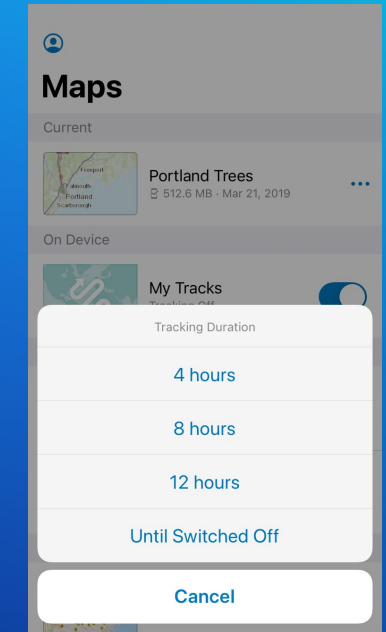 Maps
Current
Freeport
Falmouth
Portland
Scarborough
Portland Trees
512.6 MB · Mar 21, 2019
On Device
My Tracks
Tracking Off
Tracking Duration
4 hours
8 hours
12 hours
Until Switched Off
Cancel